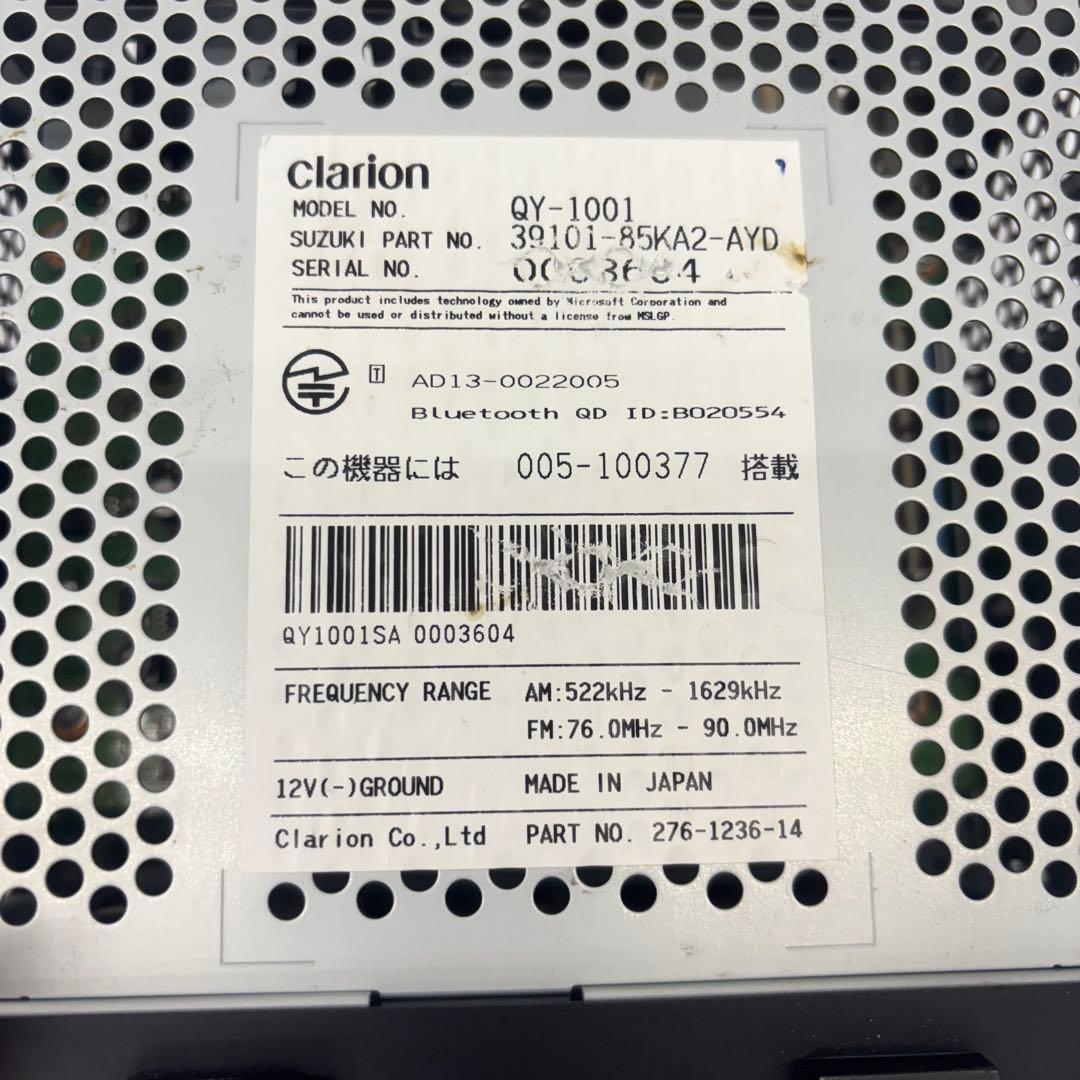 clarion
MODEL NO. QY-1001
SUZUKI PART NO. 39101-85KA2-AYD
SERIAL NO.
This product includes technology owned by Microsoft Corporation and
cannot be used or distributed without a license from MSLGP.
T AD13-0022005
Bluetooth QD ID:B020554
この機器には 005-100377 搭載
QY1001SA 0003604
FREQUENCY RANGE AM:522kHz - 1629kHz
FM:76.0MHz - 90.0MHz
12V(-)GROUND MADE IN JAPAN
Clarion Co.,Ltd PART NO. 276-1236-14